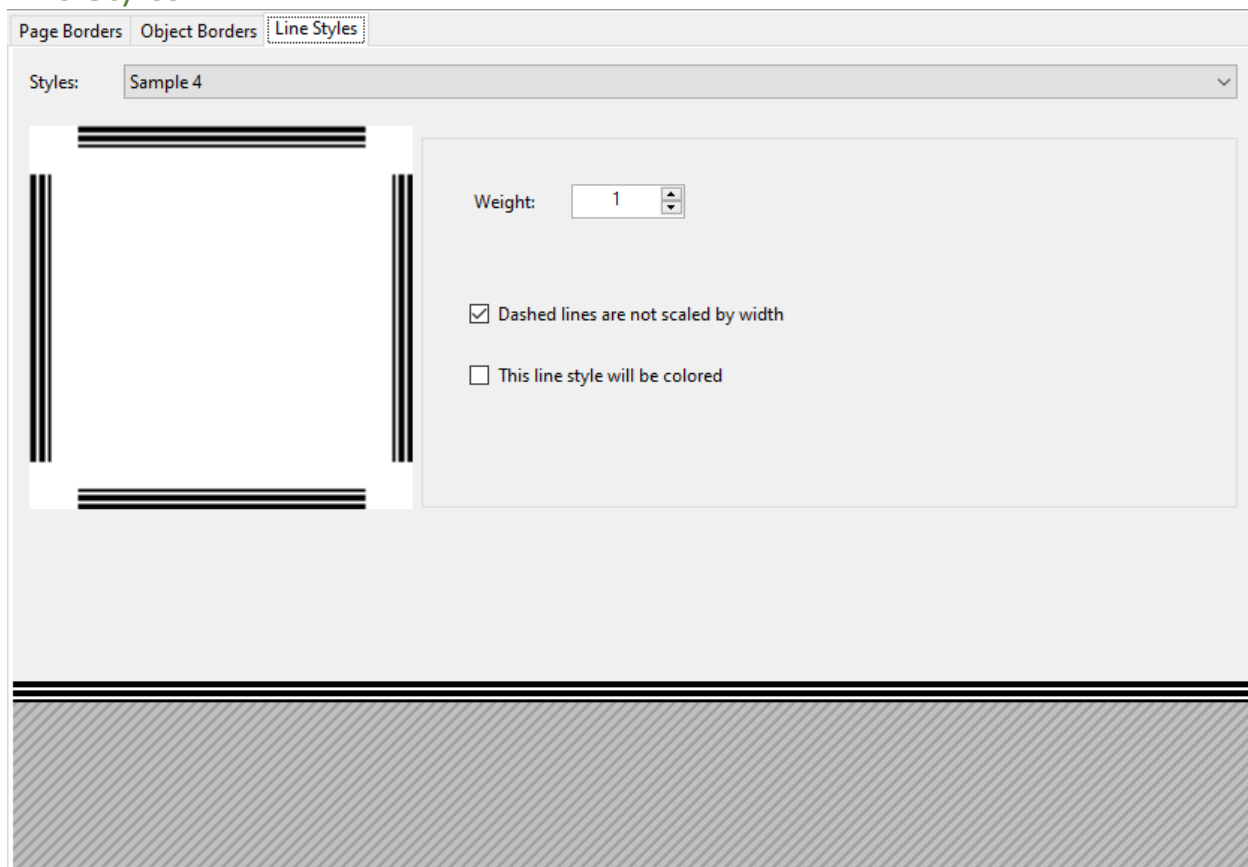 Page Borders Object Borders Line Styles
Styles: Sample 4
Weight: 1
Dashed lines are not scaled by width
This line style will be colored